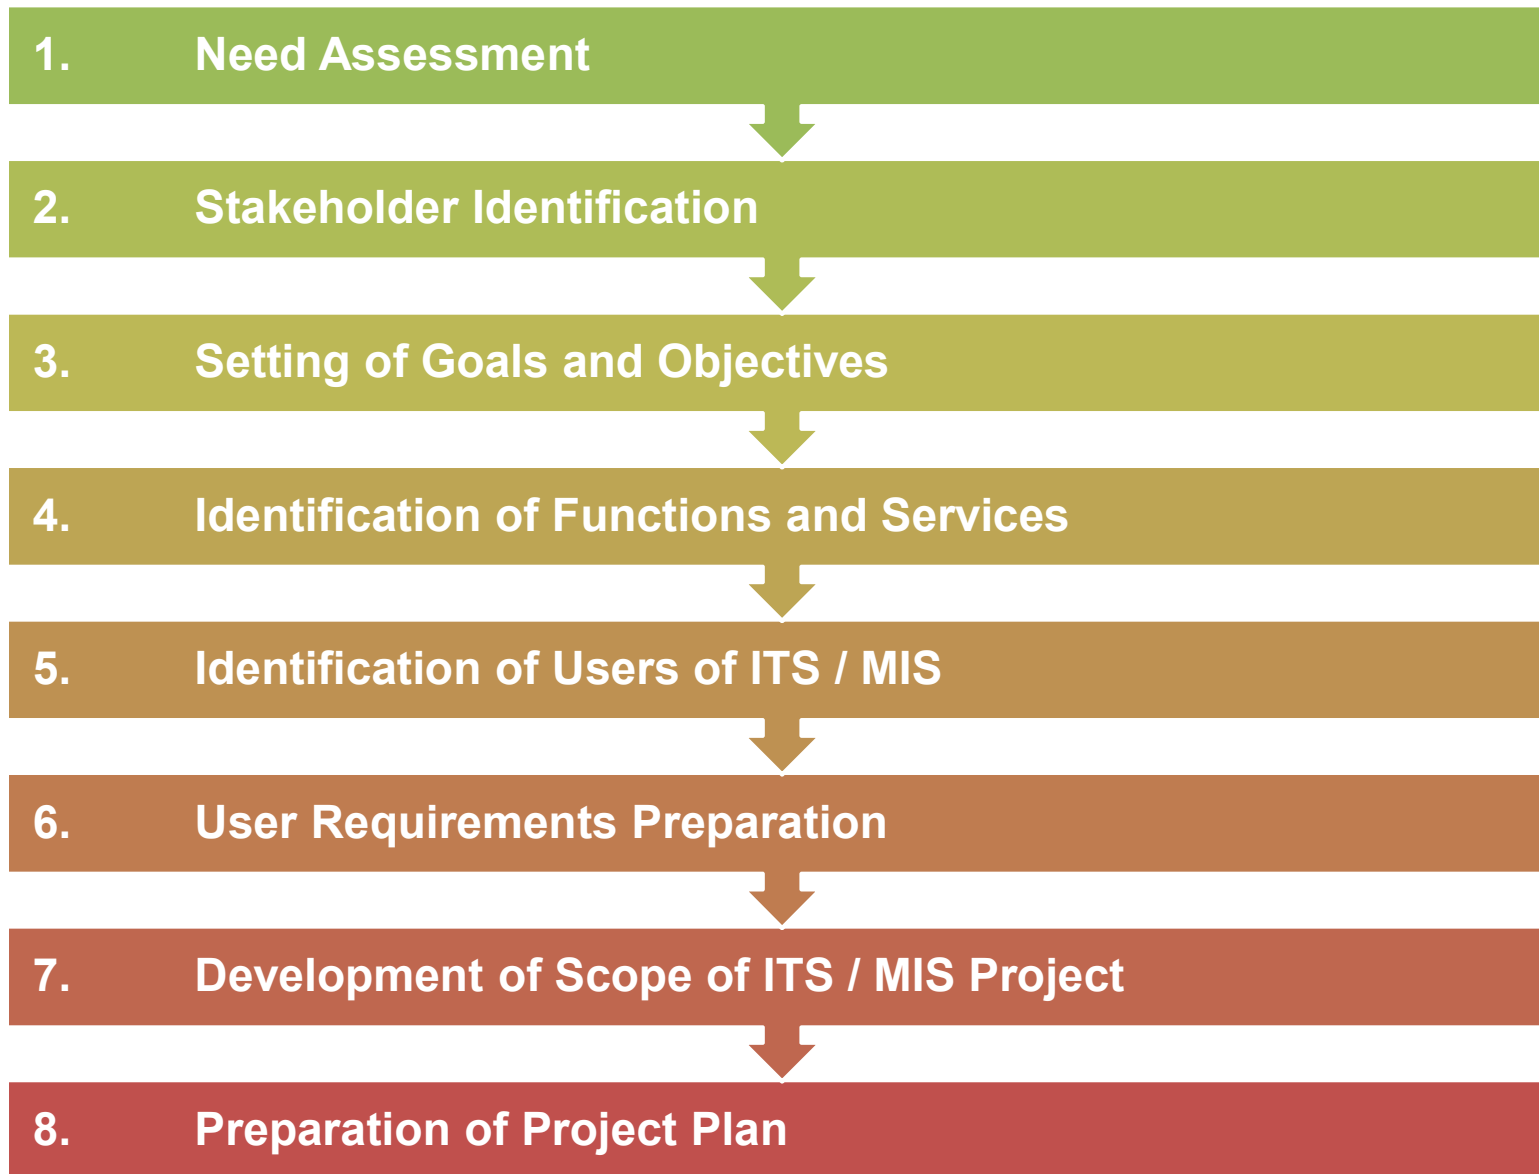 1. Need Assessment
2. Stakeholder Identification
3. Setting of Goals and Objectives
4. Identification of Functions and Services
5. Identification of Users of ITS / MIS
6. User Requirements Preparation
7. Development of Scope of ITS / MIS Project
8. Preparation of Project Plan